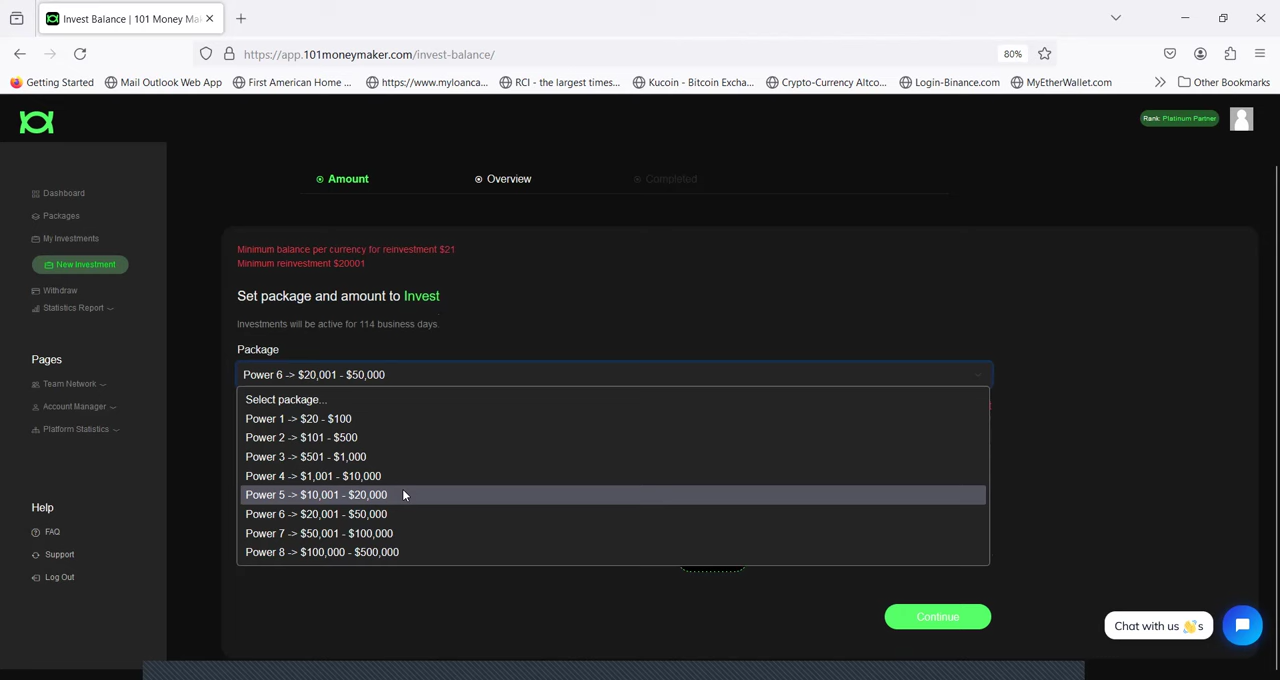 Invest Balance | 101 Money Ma
https://app.101moneymaker.com/invest-balance/
80%
Getting Started
Mail Outlook Web App
First American Home ...
https://www.myloanca...
RCI - the largest times...
Kucoin - Bitcoin Excha...
Crypto-Currency Altco...
Login-Binance.com
MyEtherWallet.com
Other Bookmarks
Rank: Platinum Partner
Amount
Overview
Completed
Dashboard
Packages
My Investments
New Investment
Withdraw
Statistics Report
Pages
Team Network
Account Manager
Platform Statistics
Help
FAQ
Support
Log Out
Minimum balance per currency for reinvestment $21
Minimum reinvestment $20001
Set package and amount to Invest
Investments will be active for 114 business days.
Package
Power 6 -> $20,001 - $50,000
Select package...
Power 1 -> $20 - $100
Power 2 -> $101 - $500
Power 3 -> $501 - $1,000
Power 4 -> $1,001 - $10,000
Power 5 -> $10,001 - $20,000
Power 6 -> $20,001 - $50,000
Power 7 -> $50,001 - $100,000
Power 8 -> $100,000 - $500,000
Continue
Chat with us 👋s